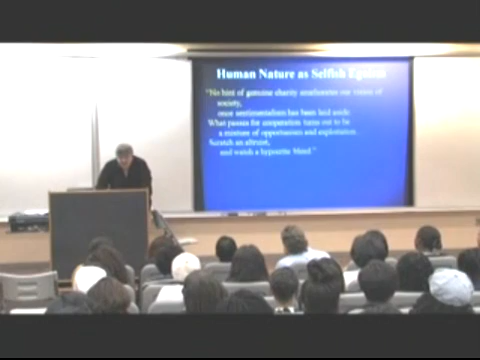 Human Nature as Selfish Egoism
"No hint of genuine charity ameliorates our vision of
society,
once sentimentalism has been laid aside.
What passes for cooperation turns out to be
a mixture of opportunism and exploitation.
Scratch an altruist,
and watch a hypocrite bleed."